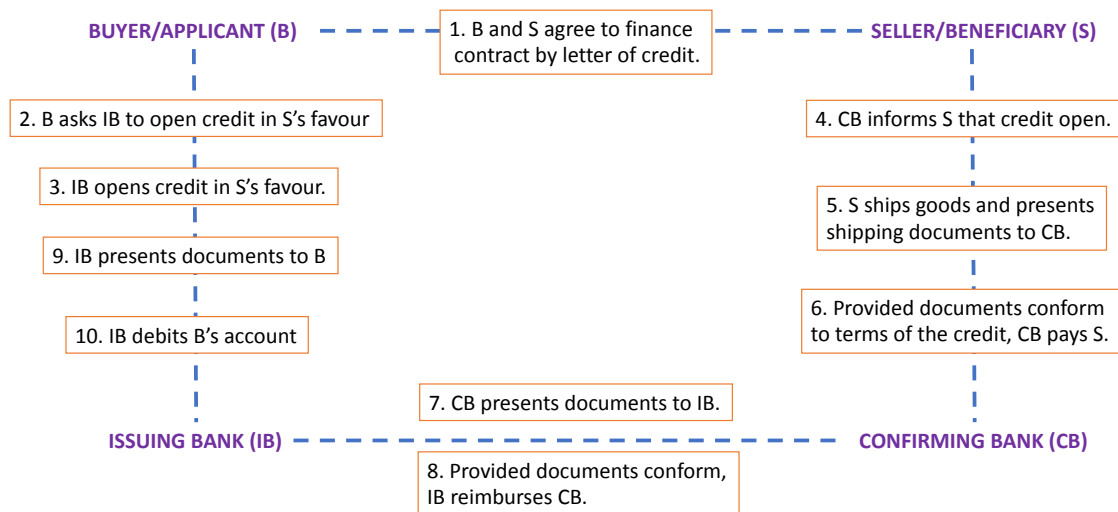 BUYER/APPLICANT (B)
1. B and S agree to finance
contract by letter of credit.
SELLER/BENEFICIARY (S)
2. B asks IB to open credit in S’s favour
4. CB informs S that credit open.
3. IB opens credit in S’s favour.
5. S ships goods and presents
shipping documents to CB.
9. IB presents documents to B
6. Provided documents conform
to terms of the credit, CB pays S.
10. IB debits B’s account
7. CB presents documents to IB.
ISSUING BANK (IB)
CONFIRMING BANK (CB)
8. Provided documents conform,
IB reimburses CB.